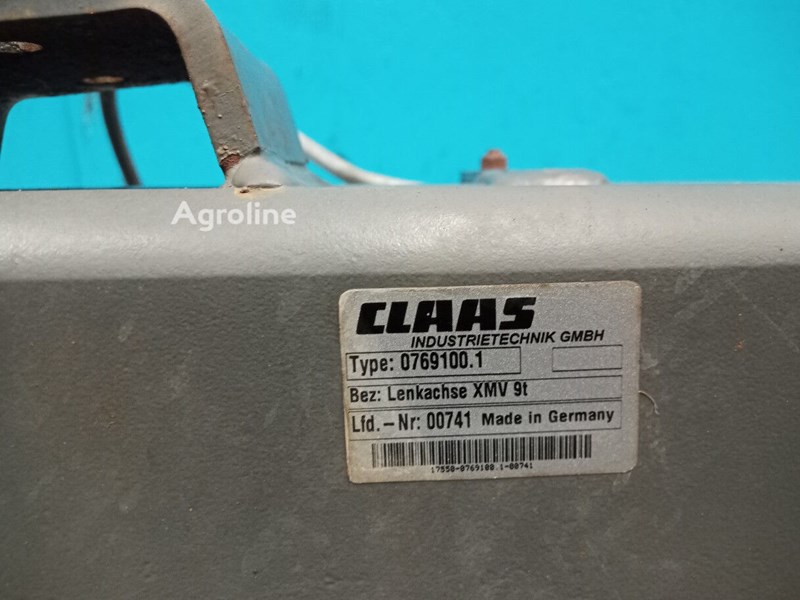 Agroline
CLAAS
INDUSTRIETECHNIK GMBH
Type: 0769100.1
Bez: Lenkachse XMV 9t
Lfd.-Nr: 00741 Made in Germany
17550-0769100.1-00741